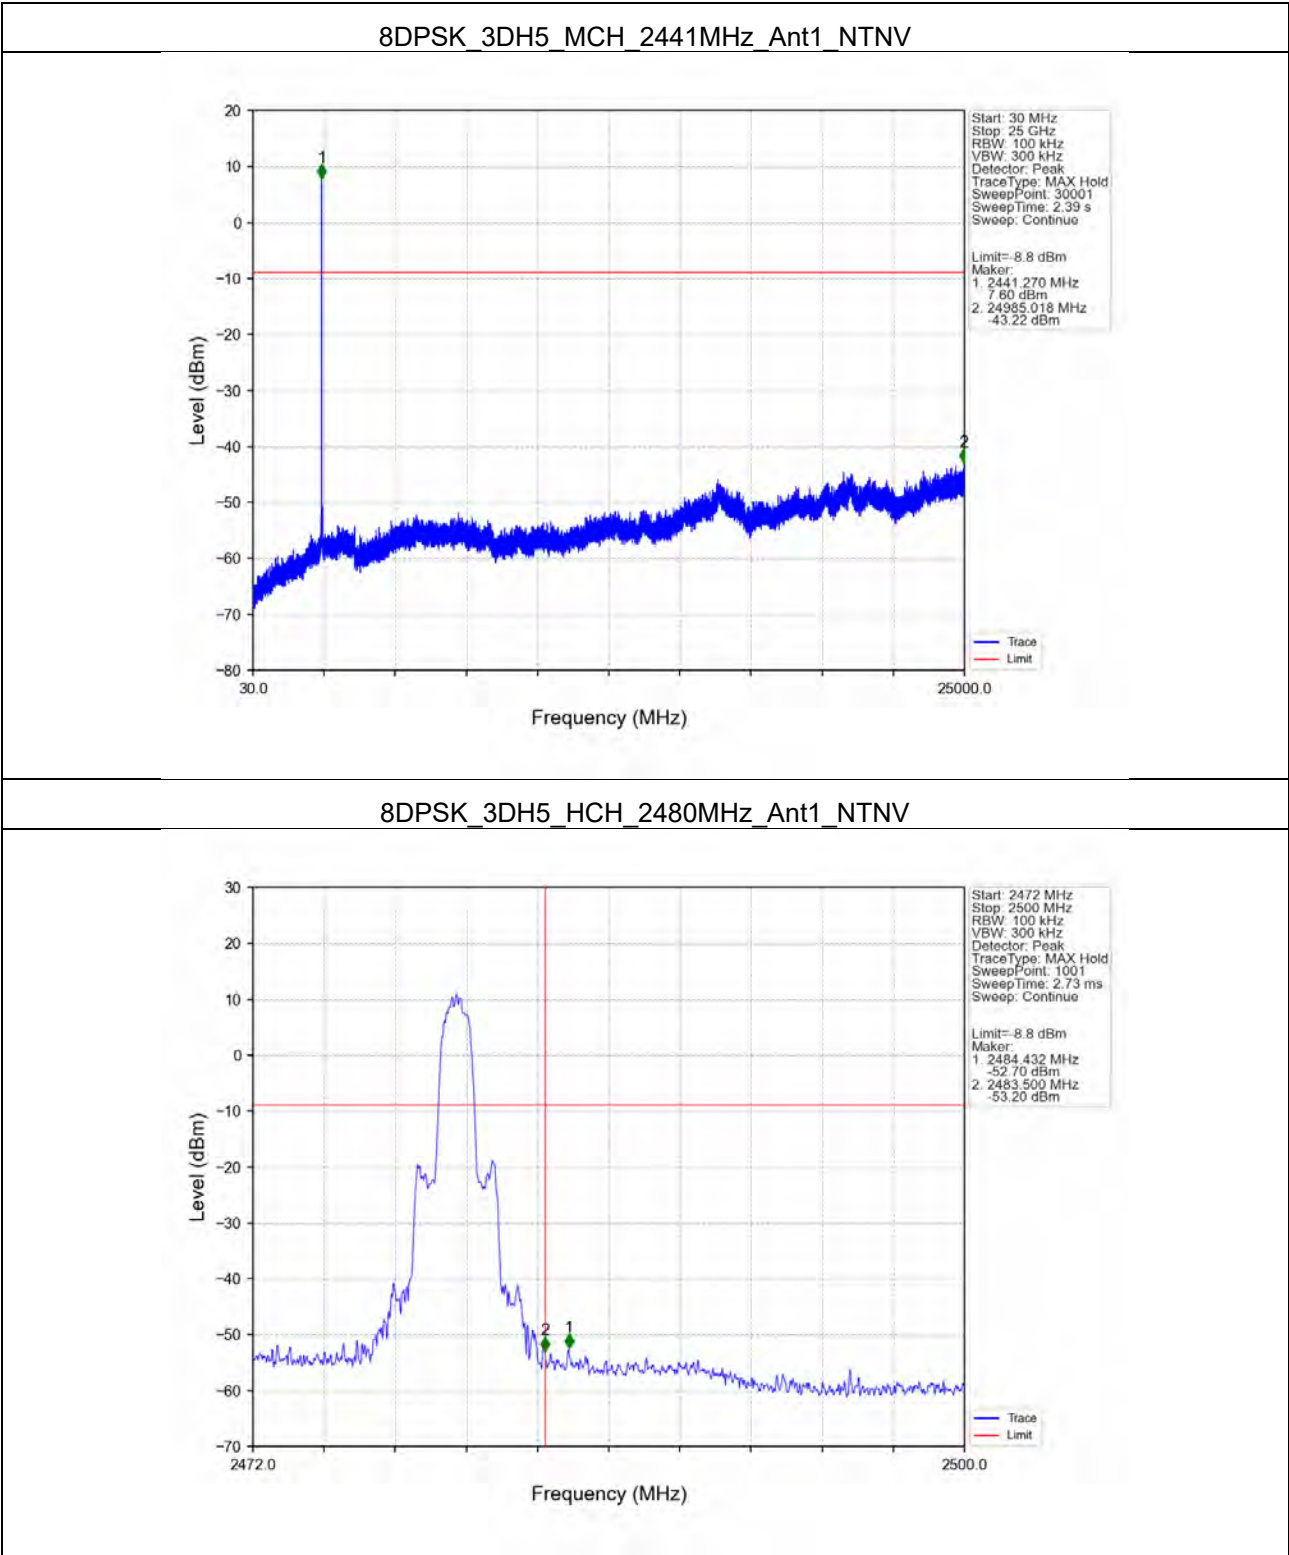 8DPSK_3DH5_MCH_2441MHz_Ant1_NTNV
20
10
0
−10
−20
−30
−40
−50
−60
−70
−80
Level (dBm)
1
2
30.0
25000.0
Frequency (MHz)
Start: 30 MHz
Stop: 25 GHz
RBW: 100 kHz
VBW: 300 kHz
Detector: Peak
TraceType: MAX Hold
SweepPoint: 30001
SweepTime: 2.39 s
Sweep: Continue
Limit=-8.8 dBm
Maker:
1. 2441.270 MHz
7.60 dBm
2. 24985.018 MHz
-43.22 dBm
Trace
Limit
8DPSK_3DH5_HCH_2480MHz_Ant1_NTNV
30
20
10
0
−10
−20
−30
−40
−50
−60
−70
Level (dBm)
2
1
2472.0
2500.0
Frequency (MHz)
Start: 2472 MHz
Stop: 2500 MHz
RBW: 100 kHz
VBW: 300 kHz
Detector: Peak
TraceType: MAX Hold
SweepPoint: 1001
SweepTime: 2.73 ms
Sweep: Continue
Limit=-8.8 dBm
Maker:
1. 2484.432 MHz
-52.70 dBm
2. 2483.500 MHz
-53.20 dBm
Trace
Limit